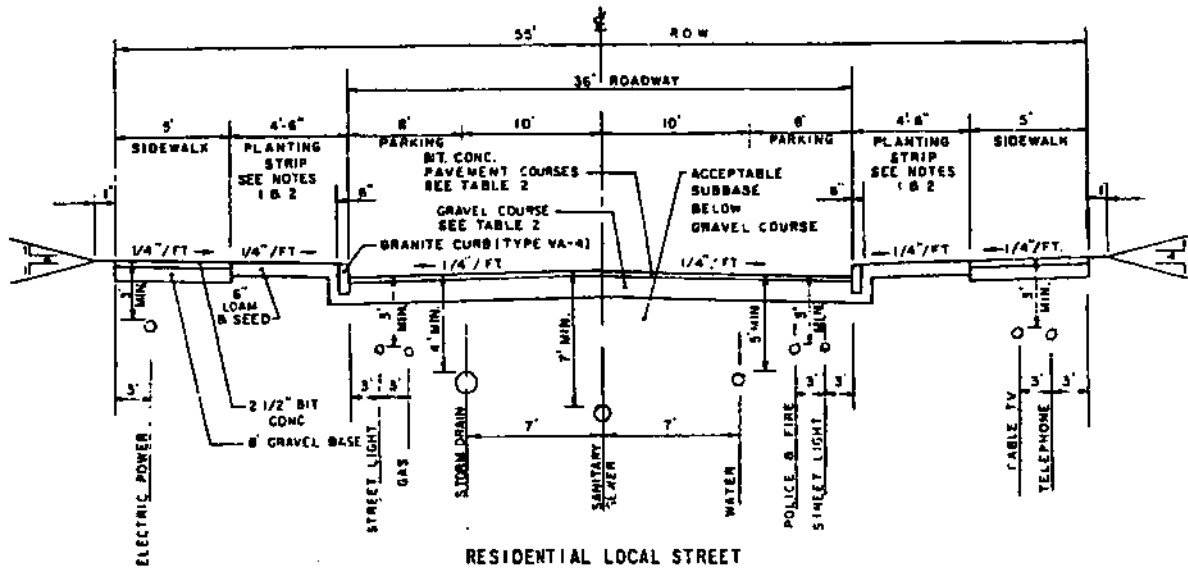 55' ROW
36' ROADWAY
5' 4'-6" 8' 10' 10' 8' 4'-6" 5'
SIDEWALK
PLANTING
STRIP
SEE NOTES
1 & 2
PARKING
BIT. CONC.
PAVEMENT COURSES
SEE TABLE 2
GRAVEL COURSE
SEE TABLE 2
GRANITE CURB (TYPE VA-4)
ACCEPTABLE
SUBBASE
BELOW
GRAVEL COURSE
PARKING
PLANTING
STRIP
SEE NOTES
1 & 2
SIDEWALK
1' 6" 6" 1'
1/4"/FT 1/4"/FT 1/4"/FT 1/4"/FT 1/4"/FT 1/4"/FT.
6"
LOAM
& SEED
3' MIN. 3' MIN. 4' MIN. 7' MIN. 5' MIN MIN. MIN.
3' 3' 3' 3' 3' 3' 3'
7' 7'
2 1/2" BIT
CONC
8" GRAVEL BASE
ELECTRIC POWER
STREET LIGHT
GAS
STORM DRAIN
SANITARY
SEWER
WATER
POLICE & FIRE
STREET LIGHT
CABLE TV
TELEPHONE
RESIDENTIAL LOCAL STREET